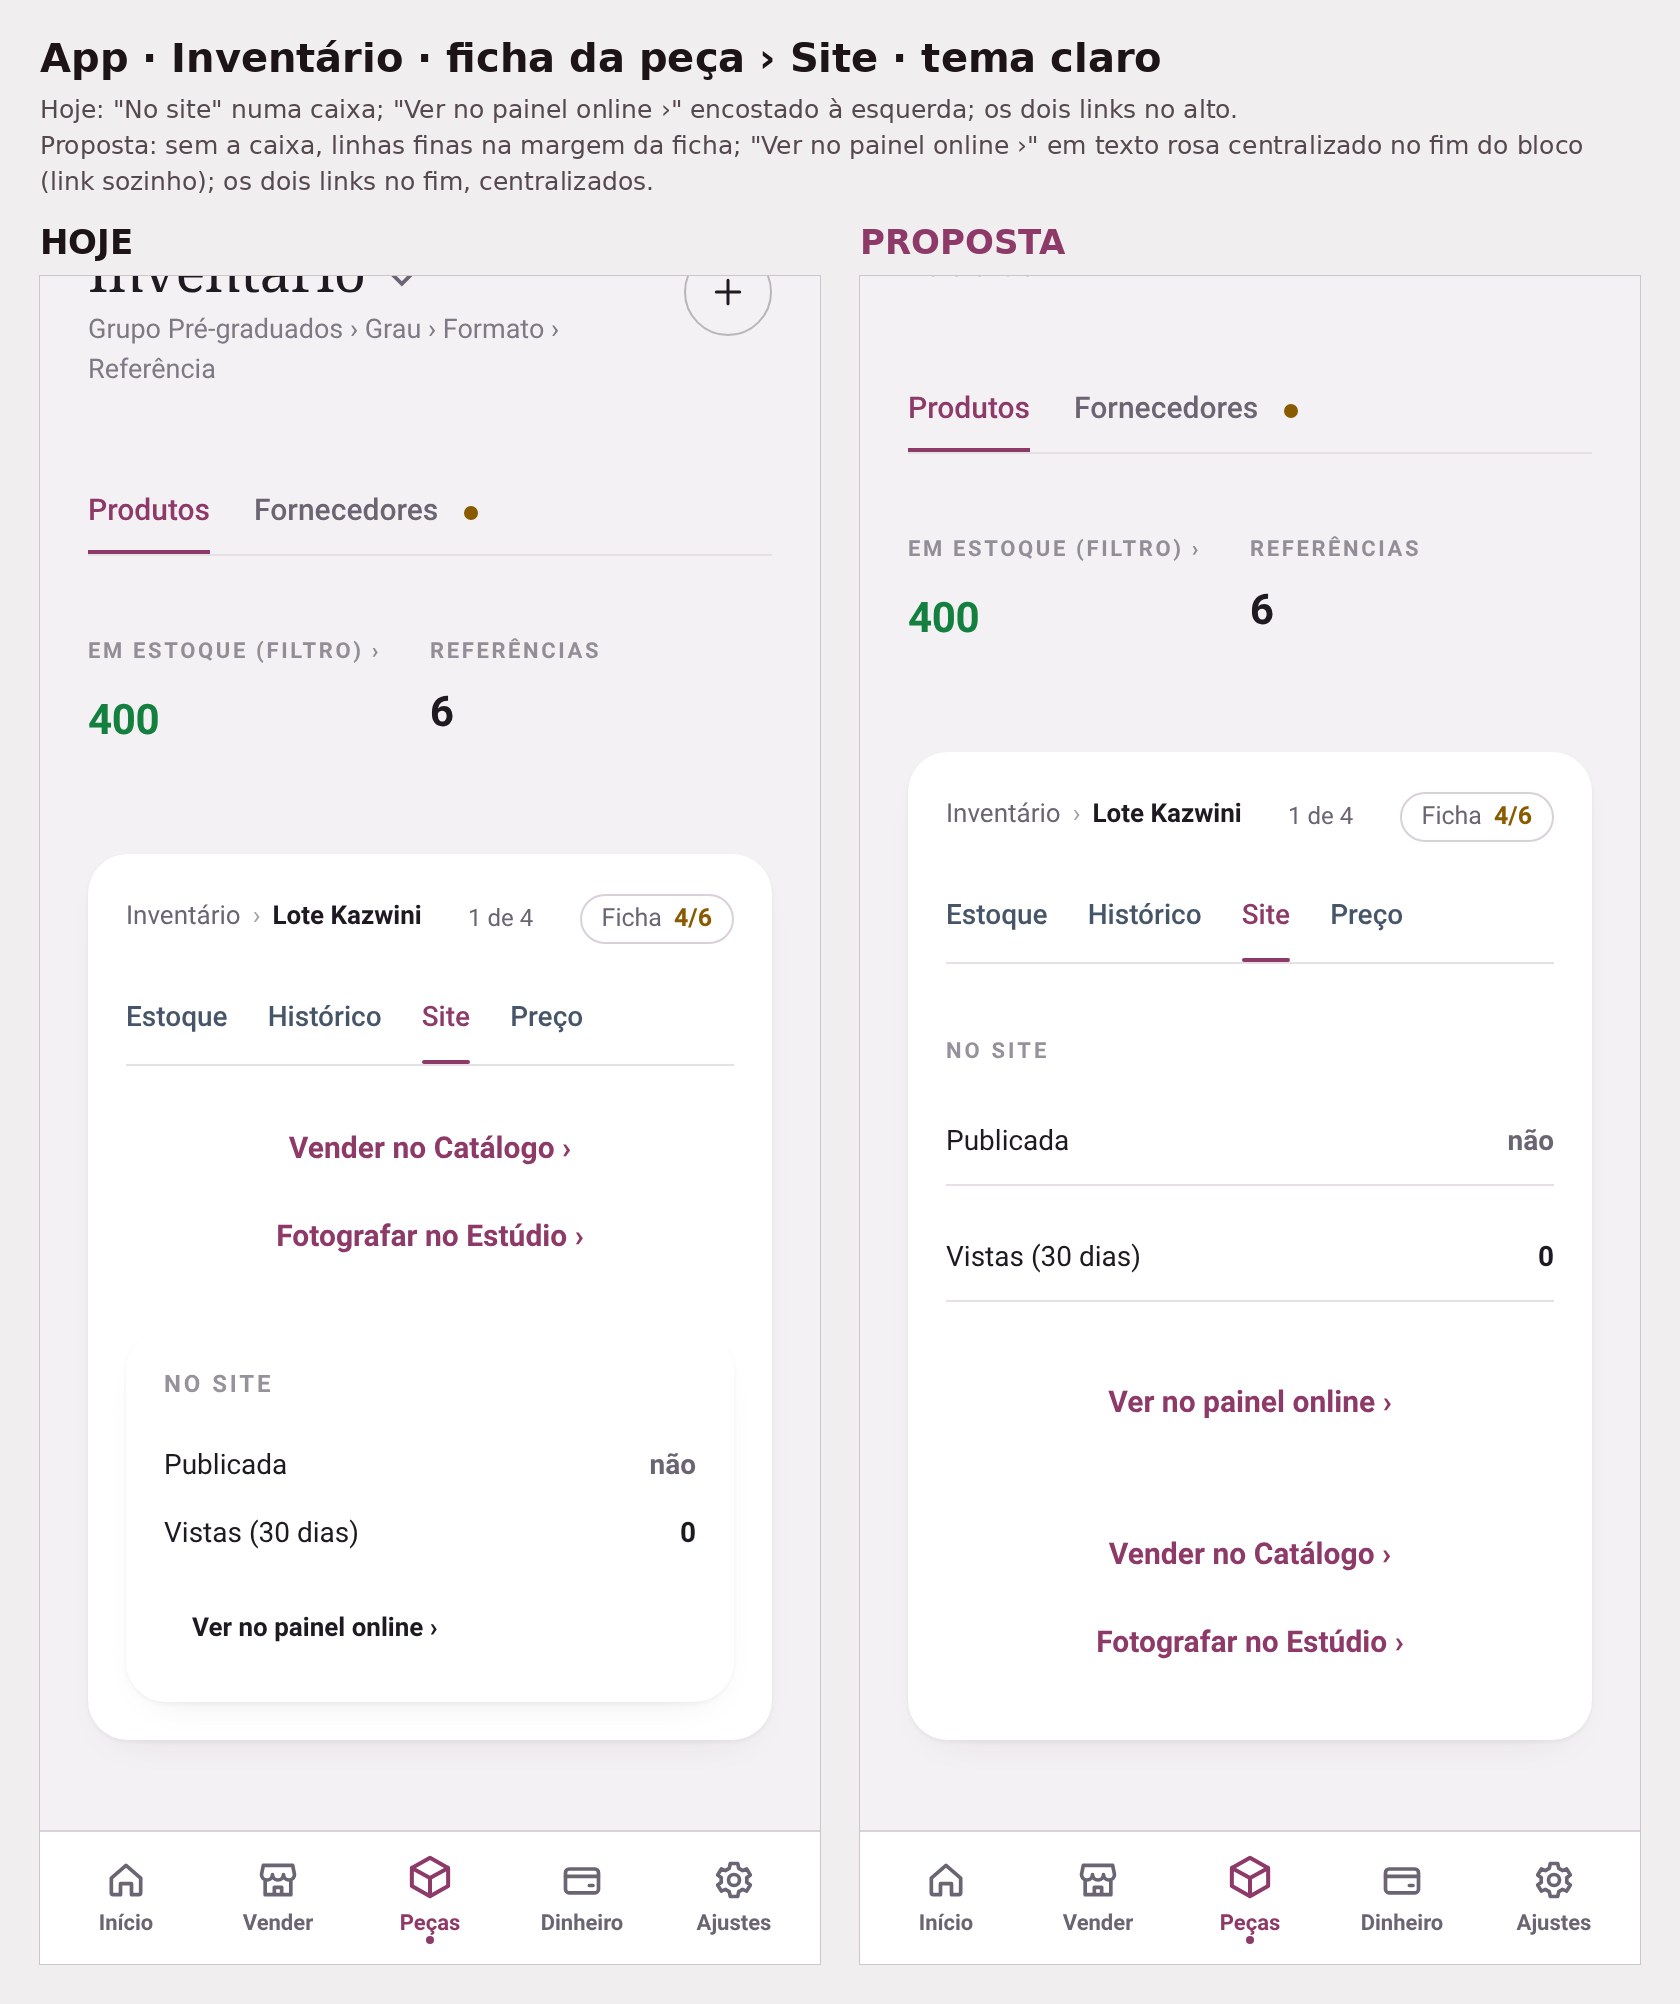 App · Inventário · ficha da peça › Site · tema claro
Hoje: "No site" numa caixa; "Ver no painel online ›" encostado à esquerda; os dois links no alto.
Proposta: sem a caixa, linhas finas na margem da ficha; "Ver no painel online ›" em texto rosa centralizado no fim do bloco
(link sozinho); os dois links no fim, centralizados.
HOJE
Inventário
Grupo Pré-graduados › Grau › Formato ›
Referência
Produtos Fornecedores
EM ESTOQUE (FILTRO) › REFERÊNCIAS
400 6
Inventário › Lote Kazwini 1 de 4 Ficha 4/6
Estoque Histórico Site Preço
Vender no Catálogo ›
Fotografar no Estúdio ›
NO SITE
Publicada não
Vistas (30 dias) 0
Ver no painel online ›
Início Vender Peças Dinheiro Ajustes
PROPOSTA
Produtos Fornecedores
EM ESTOQUE (FILTRO) › REFERÊNCIAS
400 6
Inventário › Lote Kazwini 1 de 4 Ficha 4/6
Estoque Histórico Site Preço
NO SITE
Publicada não
Vistas (30 dias) 0
Ver no painel online ›
Vender no Catálogo ›
Fotografar no Estúdio ›
Início Vender Peças Dinheiro Ajustes